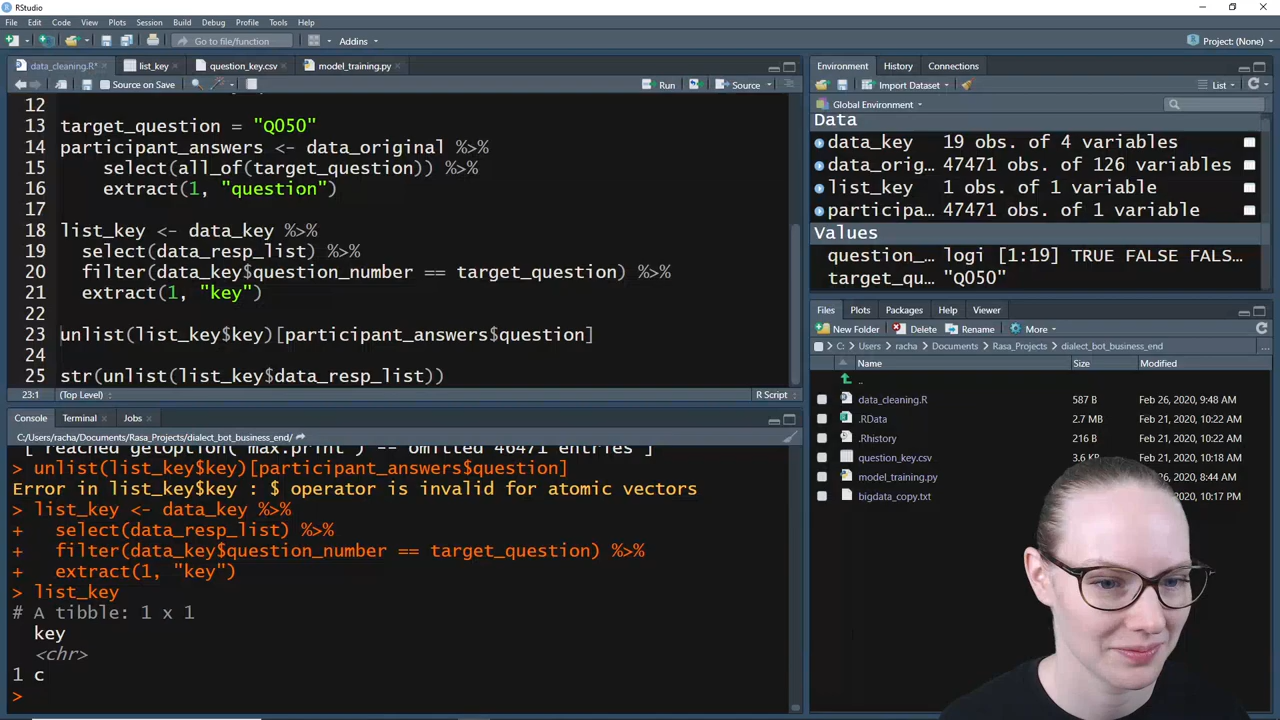 RStudio
File Edit Code View Plots Session Build Debug Profile Tools Help
Go to file/function
Addins
Project: (None)
data_cleaning.R*
list_key
question_key.csv
model_training.py
Source on Save
Run
Source
12
13 target_question = "Q050"
14 participant_answers <- data_original %>%
15 select(all_of(target_question)) %>%
16 extract(1, "question")
17
18 list_key <- data_key %>%
19 select(data_resp_list) %>%
20 filter(data_key$question_number == target_question) %>%
21 extract(1, "key")
22
23 unlist(list_key$key)[participant_answers$question]
24
25 str(unlist(list_key$data_resp_list))
23:1 (Top Level)
R Script
Console Terminal Jobs
C:/Users/racha/Documents/Rasa_Projects/dialect_bot_business_end/
[ reached getOption("max.print") -- omitted 46471 entries ]
> unlist(list_key$key)[participant_answers$question]
Error in list_key$key : $ operator is invalid for atomic vectors
> list_key <- data_key %>%
+ select(data_resp_list) %>%
+ filter(data_key$question_number == target_question) %>%
+ extract(1, "key")
> list_key
# A tibble: 1 x 1
key
<chr>
1 c
>
Environment History Connections
Import Dataset
List
Global Environment
Data
data_key 19 obs. of 4 variables
data_orig… 47471 obs. of 126 variables
list_key 1 obs. of 1 variable
participa… 47471 obs. of 1 variable
Values
question_… logi [1:19] TRUE FALSE FALS…
target_qu… "Q050"
Files Plots Packages Help Viewer
New Folder Delete Rename More
C: Users racha Documents Rasa_Projects dialect_bot_business_end
...
Name Size Modified
..
data_cleaning.R 587 B Feb 26, 2020, 9:48 AM
.RData 2.7 MB Feb 21, 2020, 10:22 AM
.Rhistory 216 B Feb 21, 2020, 10:22 AM
question_key.csv 3.6 K Feb 21, 2020, 10:18 AM
model_training.py 26, 2020, 8:44 AM
bigdata_copy.txt 2020, 10:17 PM